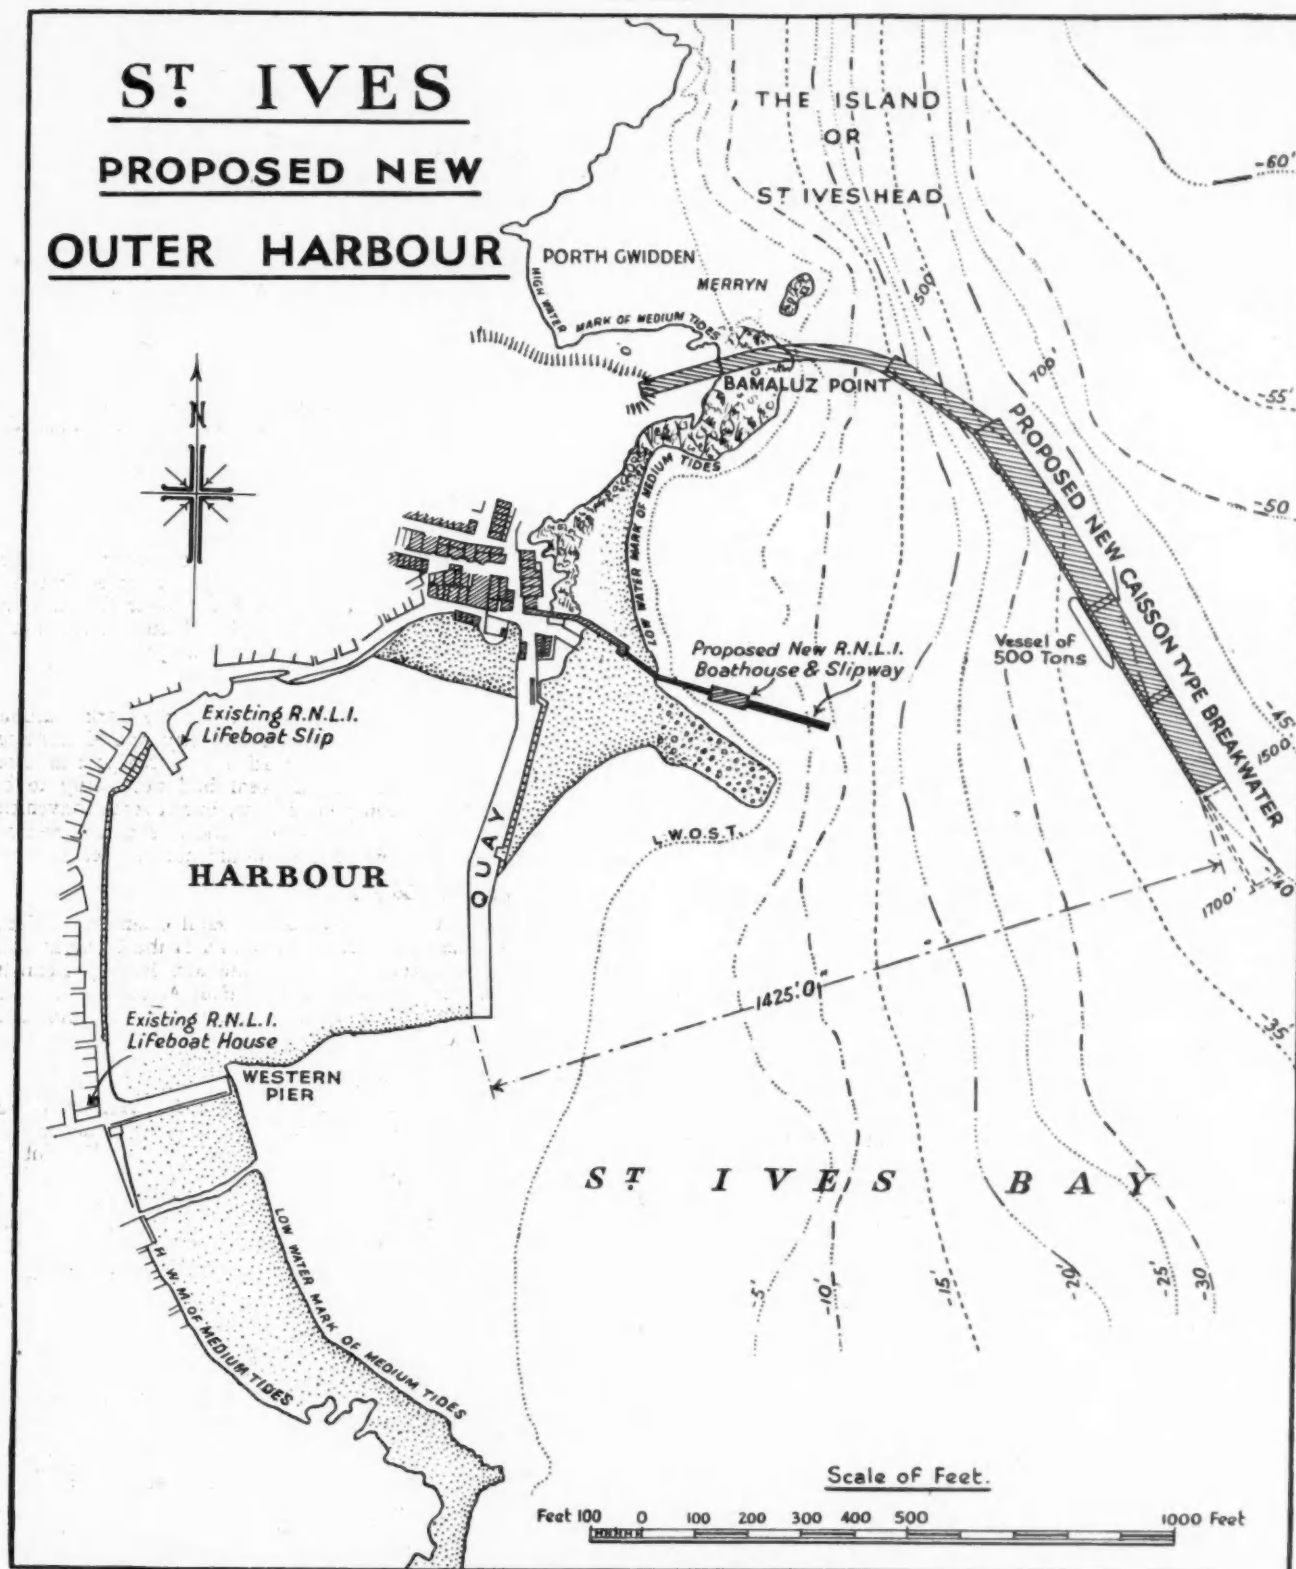 ST. IVES
PROPOSED NEW
OUTER HARBOUR
THE ISLAND
OR
ST IVES HEAD
-60'
PORTH GWIDDEN
MERRYN
HIGH WATER MARK OF MEDIUM TIDES
500'
700'
-55'
BAMALUZ POINT
N
LOW WATER MARK OF MEDIUM TIDES
-50
PROPOSED NEW CAISSON TYPE BREAKWATER
Vessel of
500 Tons
Proposed New R.N.L.I.
Boathouse & Slipway
Existing R.N.L.I.
Lifeboat Slip
-45'
1500'
L.W.O.S.T.
QUAY
HARBOUR
-40'
1700'
1425'.0"
Existing R.N.L.I.
Lifeboat House
-35'
WESTERN
PIER
ST. IVES BAY
LOW WATER MARK OF MEDIUM TIDES
H.W.M. OF MEDIUM TIDES
-5'
-10'
-15'
-20'
-25'
-30
Scale of Feet.
Feet 100 0 100 200 300 400 500 1000 Feet